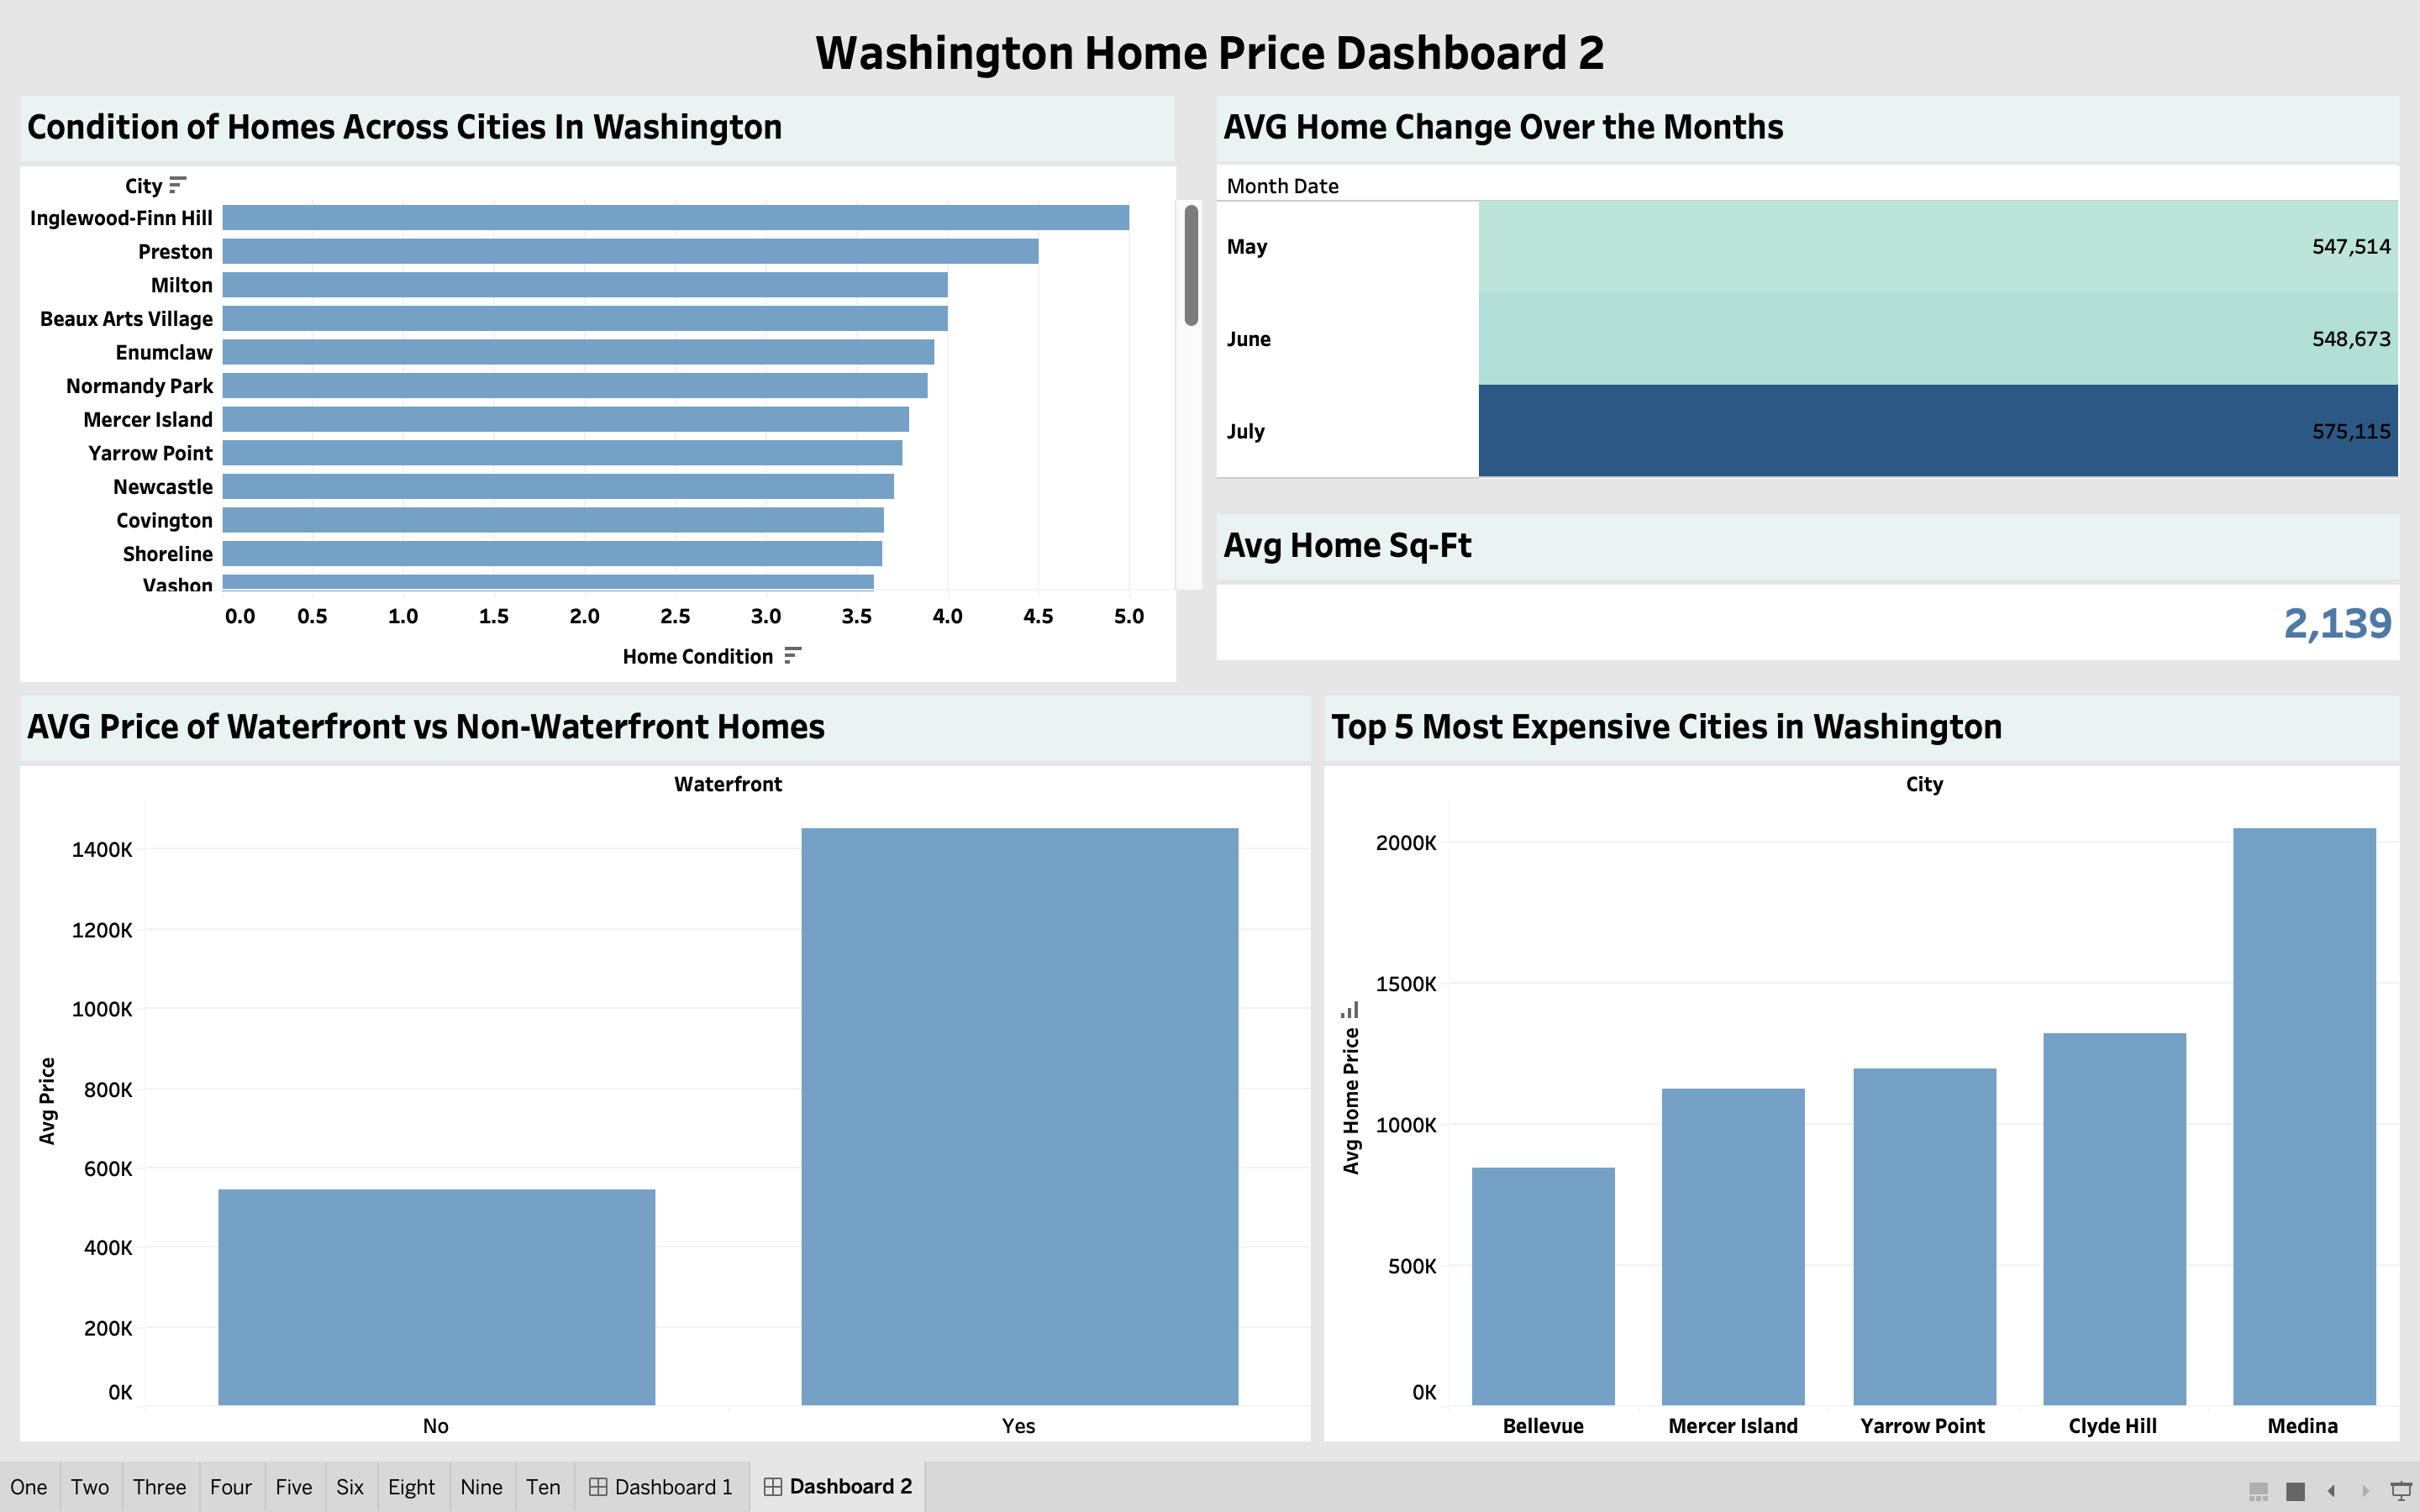 Washington Home Price Dashboard 2
Condition of Homes Across Cities In Washington
City
Inglewood-Finn Hill
Preston
Milton
Beaux Arts Village
Enumclaw
Normandy Park
Mercer Island
Yarrow Point
Newcastle
Covington
Shoreline
Vashon
0.0 0.5 1.0 1.5 2.0 2.5 3.0 3.5 4.0 4.5 5.0
Home Condition
AVG Home Change Over the Months
Month Date
May 547,514
June 548,673
July 575,115
Avg Home Sq-Ft
2,139
AVG Price of Waterfront vs Non-Waterfront Homes
Waterfront
1400K
1200K
1000K
800K
600K
400K
200K
0K
Avg Price
No Yes
Top 5 Most Expensive Cities in Washington
City
2000K
1500K
1000K
500K
0K
Avg Home Price
Bellevue Mercer Island Yarrow Point Clyde Hill Medina
One Two Three Four Five Six Eight Nine Ten Dashboard 1 Dashboard 2